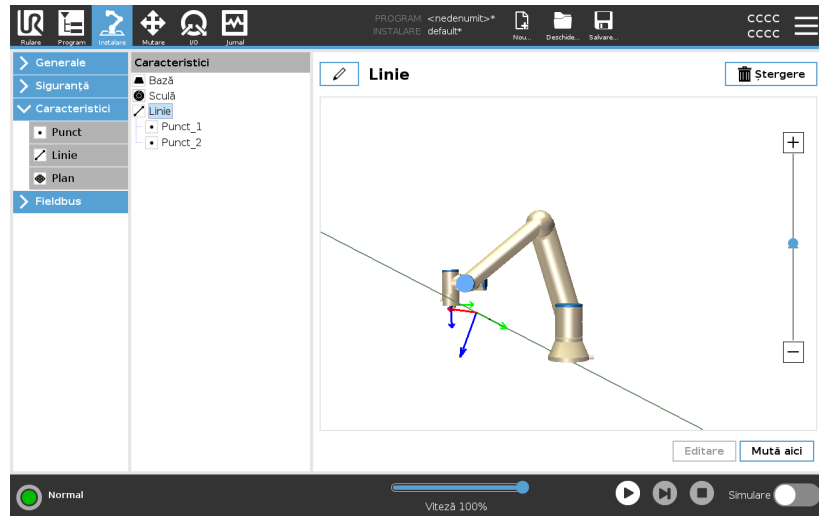 PROGRAM <nedenumit>*
INSTALARE default*
cccc
cccc
Rulare Program Instalare Mutare I/O Jurnal Nou... Deschide... Salvare...
Generale
Siguranță
Caracteristici
Punct
Linie
Plan
Fieldbus
Caracteristici
Bază
Sculă
Linie
Punct_1
Punct_2
Linie
Ștergere
Editare Mută aici
Normal
Viteză 100%
Simulare